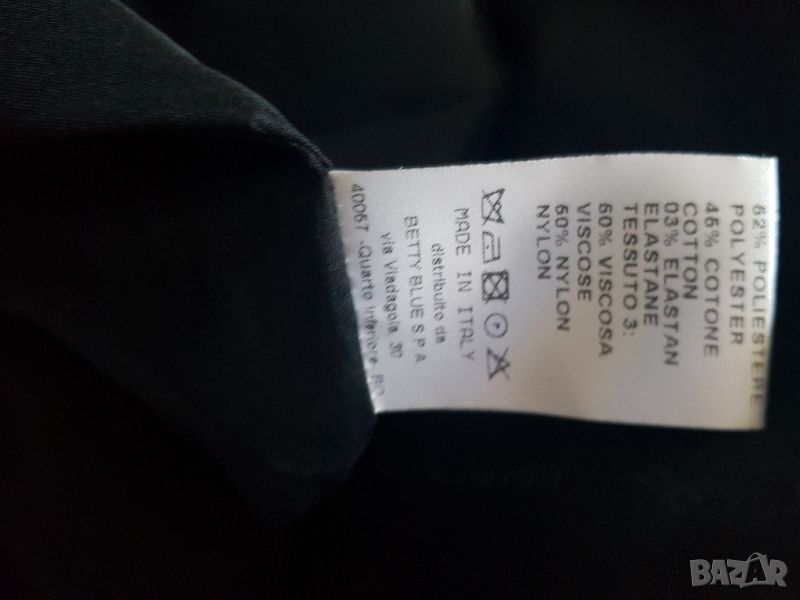 52% POLIESTERE
POLYESTER
45% COTONE
COTTON
03% ELASTAN
ELASTANE
TESSUTO 3:
50% VISCOSA
VISCOSE
50% NYLON
NYLON
MADE IN ITALY
distribuito da
BETTY BLUE S.P.A.
via Viadagola 30
40057 -Quarto Inferiore BO
BAZAR